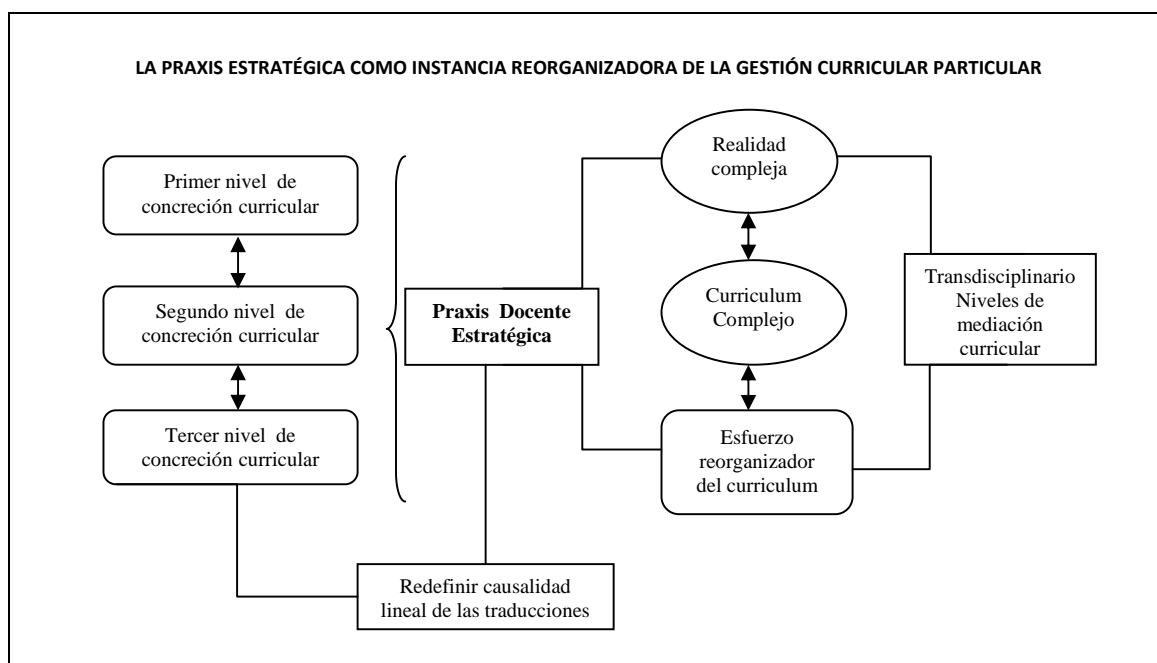 LA PRAXIS ESTRATÉGICA COMO INSTANCIA REORGANIZADORA DE LA GESTIÓN CURRICULAR PARTICULAR
Primer nivel de
concreción curricular
Segundo nivel de
concreción curricular
Tercer nivel de
concreción curricular
Praxis Docente
Estratégica
Redefinir causalidad
lineal de las traducciones
Realidad
compleja
Curriculum
Complejo
Esfuerzo
reorganizador
del curriculum
Transdisciplinario
Niveles de
mediación
curricular